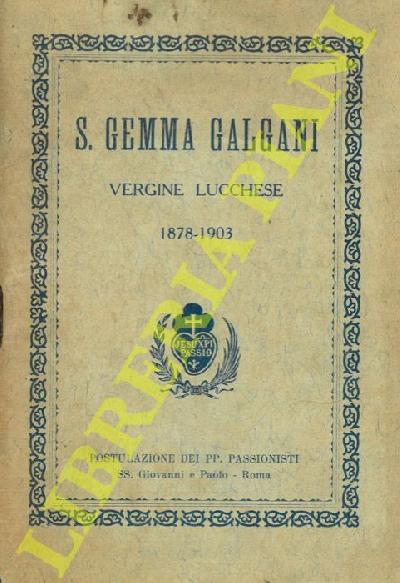 S. GEMMA GALGANI
VERGINE LUCCHESE
1878-1903
JESU XPI
PASSIO
POSTULAZIONE DEI PP. PASSIONISTI
SS. Giovanni e Paolo - Roma
LIBRERIA PIANI